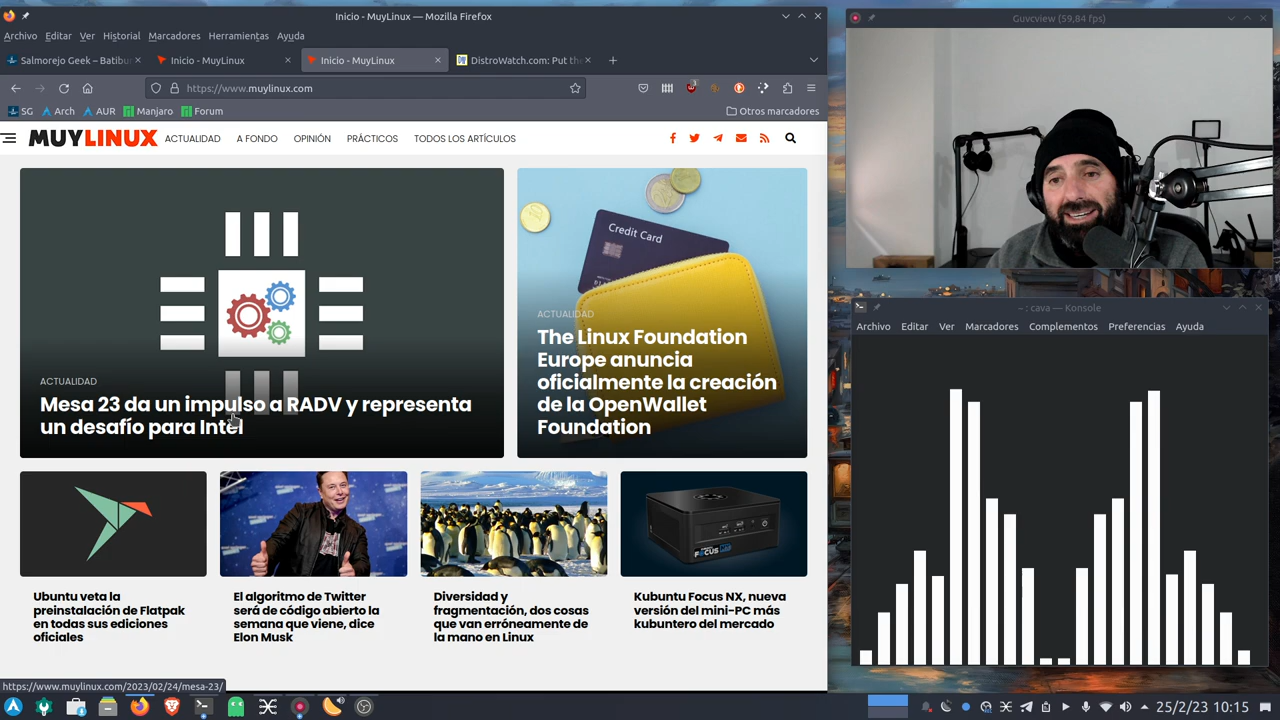 Inicio - MuyLinux — Mozilla Firefox
Archivo Editar Ver Historial Marcadores Herramientas Ayuda
Salmorejo Geek – Batibu
Inicio - MuyLinux
Inicio - MuyLinux
DistroWatch.com: Put the
https://www.muylinux.com
SG Arch AUR Manjaro Forum
Otros marcadores
MUYLINUX
ACTUALIDAD A FONDO OPINIÓN PRÁCTICOS TODOS LOS ARTÍCULOS
ACTUALIDAD
Mesa 23 da un impulso a RADV y representa
un desafío para Intel
Credit Card
ACTUALIDAD
The Linux Foundation
Europe anuncia
oficialmente la creación
de la OpenWallet
Foundation
Ubuntu veta la
preinstalación de Flatpak
en todas sus ediciones
oficiales
El algoritmo de Twitter
será de código abierto la
semana que viene, dice
Elon Musk
Diversidad y
fragmentación, dos cosas
que van erróneamente de
la mano en Linux
FOCUS
Kubuntu Focus NX, nueva
versión del mini-PC más
kubuntero del mercado
https://www.muylinux.com/2023/02/24/mesa-23/
Guvcview (59,84 fps)
~ : cava — Konsole
Archivo Editar Ver Marcadores Complementos Preferencias Ayuda
25/2/23 10:15